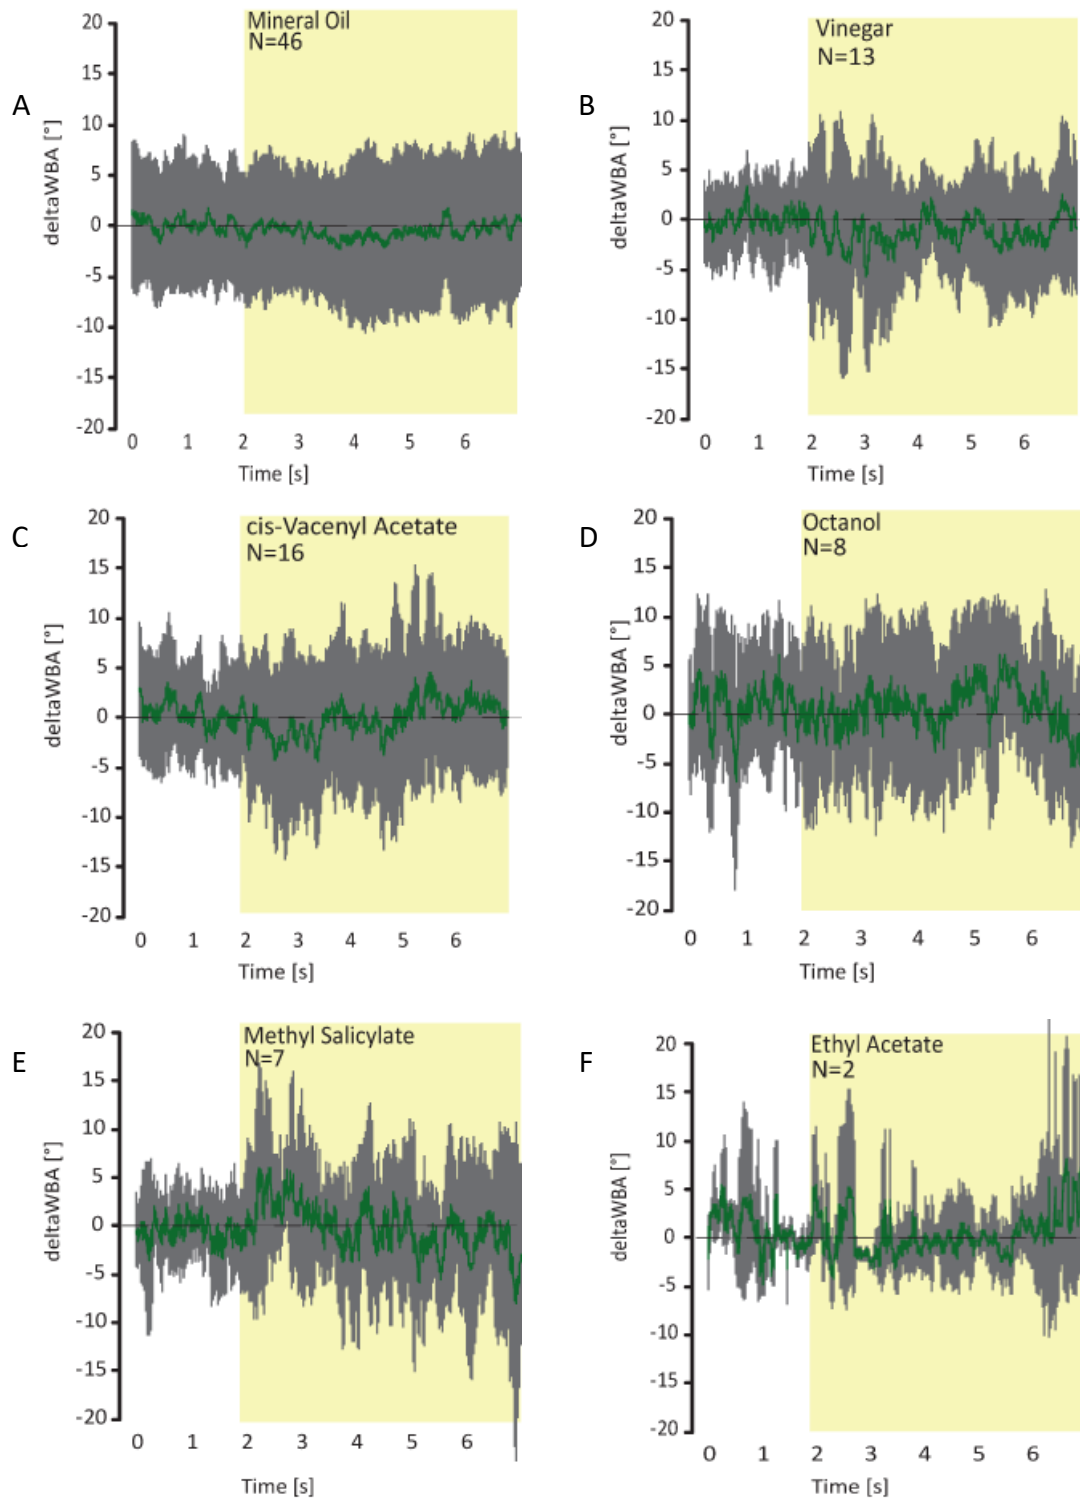 A
Mineral Oil
N=46
20
15
10
5
0
-5
-10
-15
-20
deltaWBA [°]
0 1 2 3 4 5 6
Time [s]
B
Vinegar
N=13
20
15
10
5
0
-5
-10
-15
-20
deltaWBA [°]
0 1 2 3 4 5 6
Time [s]
C
cis-Vacenyl Acetate
N=16
20
15
10
5
0
-5
-10
-15
-20
deltaWBA [°]
0 1 2 3 4 5 6
Time [s]
D
Octanol
N=8
20
15
10
5
0
-5
-10
-15
-20
deltaWBA [°]
0 1 2 3 4 5 6
Time [s]
E
Methyl Salicylate
N=7
20
15
10
5
0
-5
-10
-15
-20
deltaWBA [°]
0 1 2 3 4 5 6
Time [s]
F
Ethyl Acetate
N=2
20
15
10
5
0
-5
-10
-15
-20
deltaWBA [°]
0 1 2 3 4 5 6
Time [s]